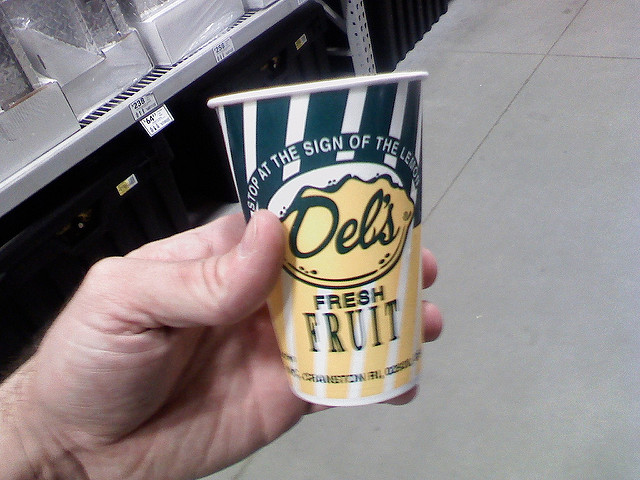 STOP AT THE SIGN OF THE LEMON
Del's
FRESH
FRUIT
CRANSTON RI,